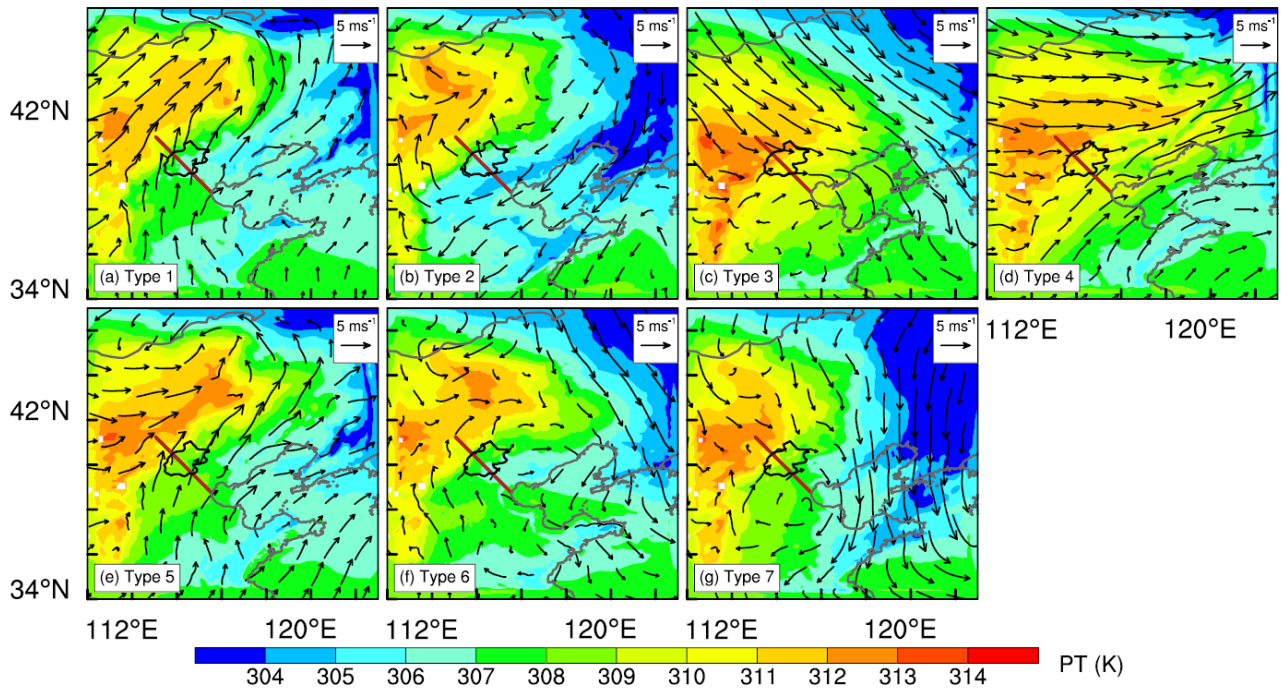 5 ms-1
5 ms-1
5 ms-1
5 ms-1
42°N
34°N
(a) Type 1
(b) Type 2
(c) Type 3
(d) Type 4
112°E 120°E
5 ms-1
5 ms-1
5 ms-1
42°N
34°N
(e) Type 5
(f) Type 6
(g) Type 7
112°E 120°E 112°E 120°E 112°E 120°E
304 305 306 307 308 309 310 311 312 313 314 PT (K)